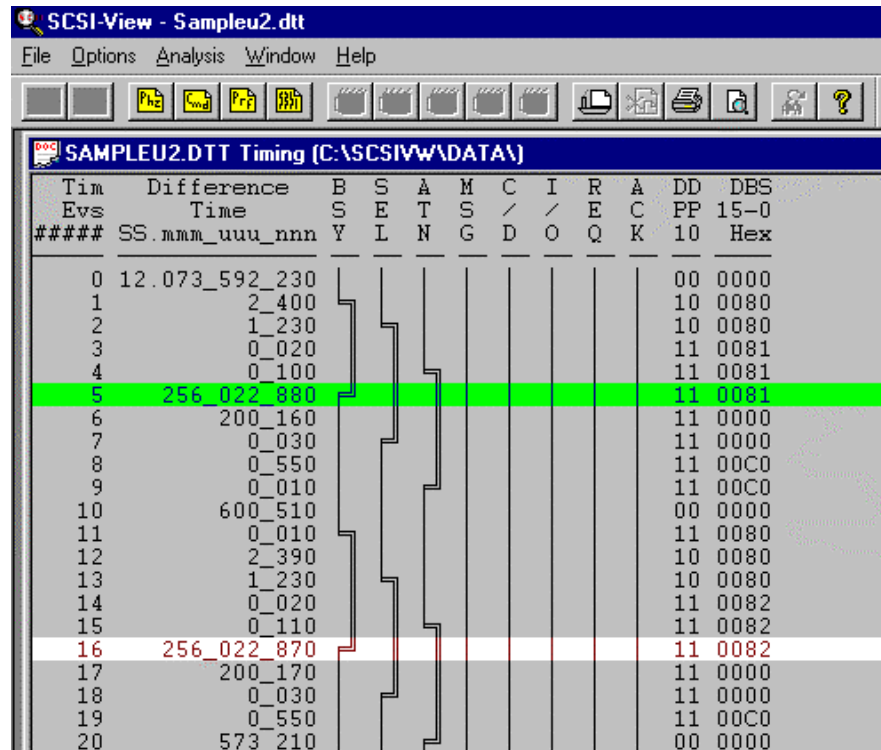 SCSI-View - Sampleu2.dtt
File Options Analysis Window Help
Phz Cmd Prf
SAMPLEU2.DTT Timing (C:\SCSIVW\DATA\)
Tim Difference B S A M C I R A DD DBS
Evs Time S E T S / / E C PP 15-0
##### SS.mmm_uuu_nnn Y L N G D O Q K 10 Hex
0 12.073_592_230 00 0000
1 2_400 10 0080
2 1_230 10 0080
3 0_020 11 0081
4 0_100 11 0081
5 256_022_880 11 0081
6 200_160 11 0000
7 0_030 11 0000
8 0_550 11 00C0
9 0_010 11 00C0
10 600_510 00 0000
11 0_010 11 0080
12 2_390 10 0080
13 1_230 10 0080
14 0_020 11 0082
15 0_110 11 0082
16 256_022_870 11 0082
17 200_170 11 0000
18 0_030 11 0000
19 0_550 11 00C0
20 573_210 00 0000